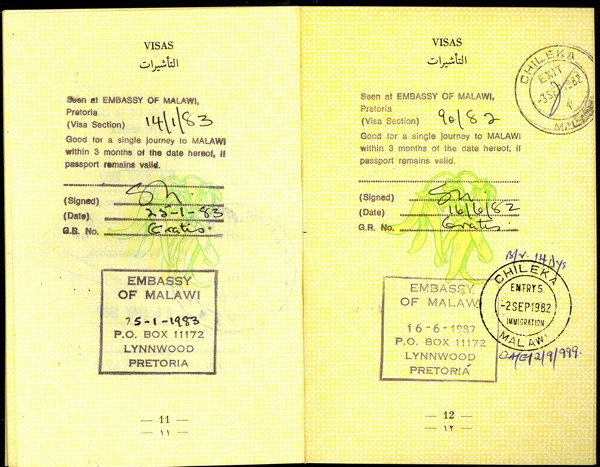 VISAS
التأشيرات
Seen at EMBASSY OF MALAWI,
Pretoria
(Visa Section) 14/1/83
Good for a single journey to MALAWI
within 3 months of the date hereof, if
passport remains valid.
(Signed)
(Date) 25-1-83
G.R. No. Gratis.
EMBASSY
OF MALAWI
25-1-1983
P.O. BOX 11172
LYNNWOOD
PRETORIA
— 11 —
— ١١ —
VISAS
التأشيرات
CHILEKA
EXIT
-3 SEP 1982
MALAWI
Seen at EMBASSY OF MALAWI,
Pretoria
(Visa Section) 90/82
Good for a single journey to MALAWI
within 3 months of the date hereof, if
passport remains valid.
(Signed)
(Date) 16/6/82
G.R. No. Gratis.
EMBASSY
OF MALAWI
16-6-1982
P.O. BOX 11172
LYNNWOOD
PRETORIA
CHILEKA
ENTRY 5
-2 SEP 1982
IMMIGRATION
MALAWI
— 12 —
— ١٢ —